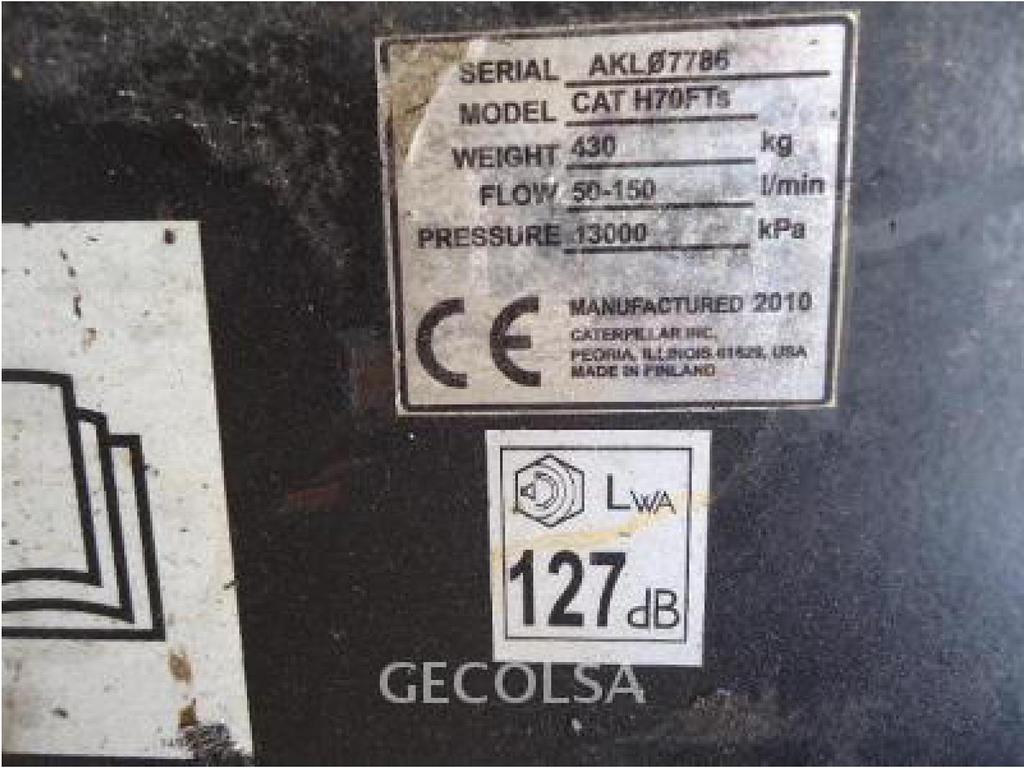 SERIAL AKLØ7786
MODEL CAT H70FTs
WEIGHT 430 kg
FLOW 50-150 l/min
PRESSURE 13000 kPa
CE MANUFACTURED 2010
CATERPILLAR INC,
PEORIA, ILLINOIS 61629, USA
MADE IN FINLAND
LWA
127 dB
GECOLSA